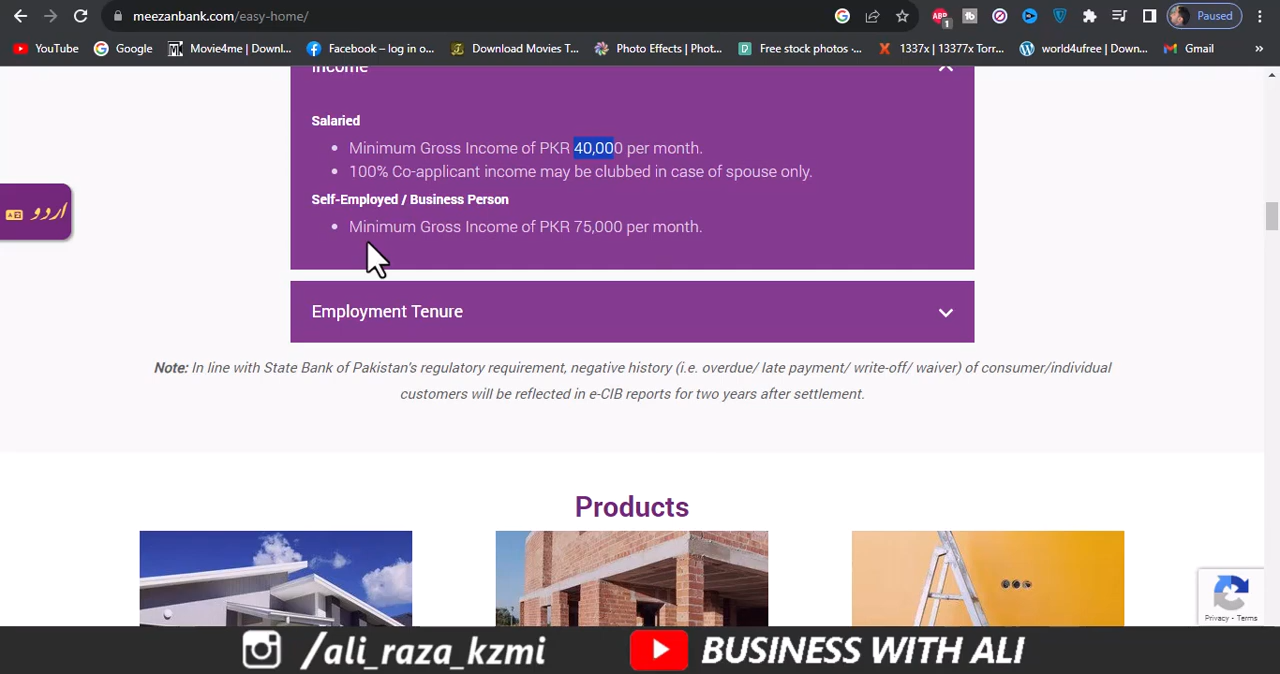 meezanbank.com/easy-home/
Paused
YouTube
Google
Movie4me | Downl...
Facebook – log in o...
Download Movies T...
Photo Effects | Phot...
Free stock photos ·...
1337x | 13377x Torr...
world4ufree | Down...
Gmail
»
Income
Salaried
• Minimum Gross Income of PKR 40,000 per month.
• 100% Co-applicant income may be clubbed in case of spouse only.
اردو
Self-Employed / Business Person
• Minimum Gross Income of PKR 75,000 per month.
Employment Tenure
Note: In line with State Bank of Pakistan's regulatory requirement, negative history (i.e. overdue/ late payment/ write-off/ waiver) of consumer/individual
customers will be reflected in e-CIB reports for two years after settlement.
Products
Privacy - Terms
/ali_raza_kzmi
BUSINESS WITH ALI